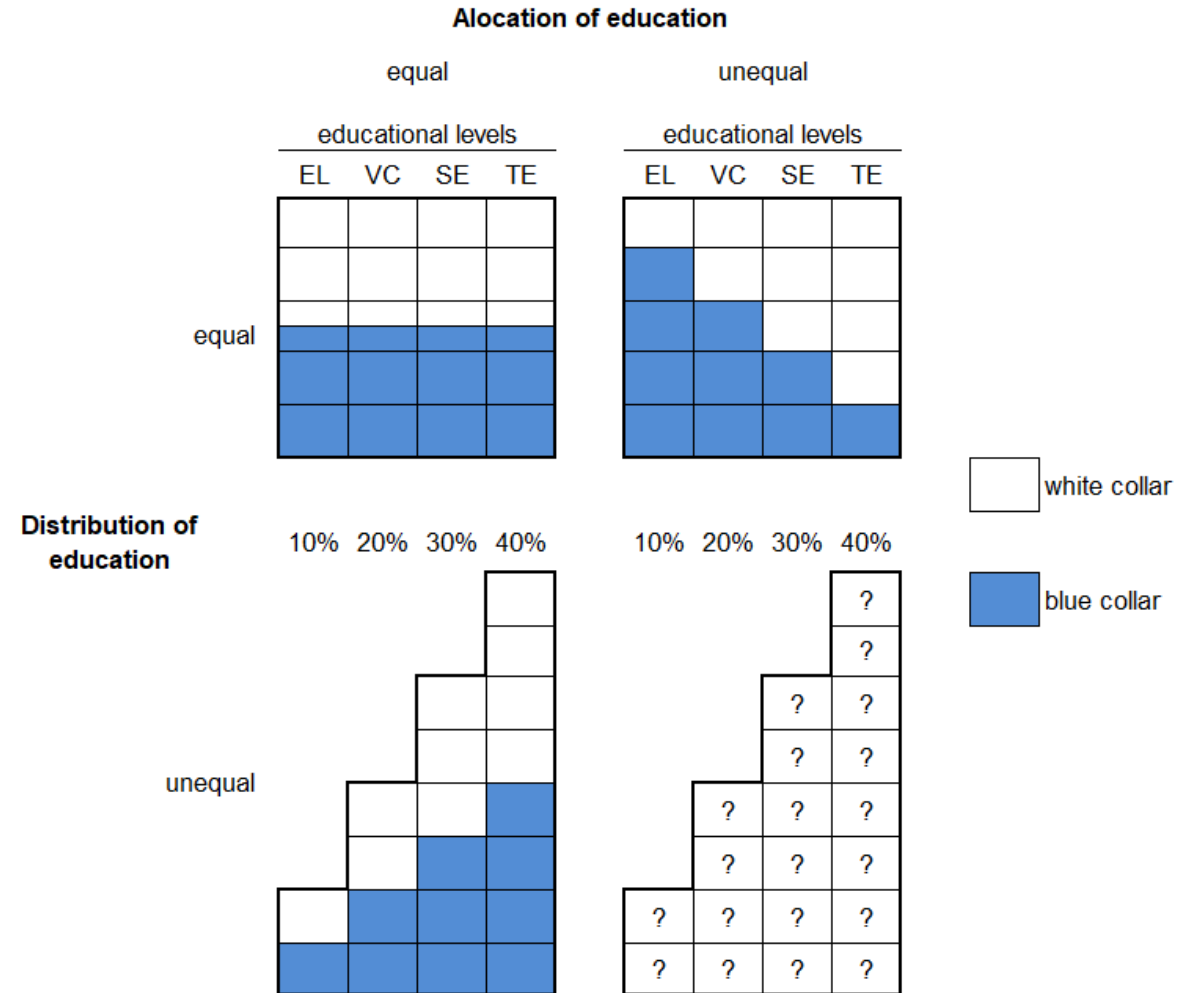 Alocation of education
equal unequal
educational levels educational levels
EL VC SE TE EL VC SE TE
equal
white collar
Distribution of
education
10% 20% 30% 40% 10% 20% 30% 40%
blue collar
?
?
? ?
? ?
unequal
? ? ?
? ? ?
? ? ? ?
? ? ? ?